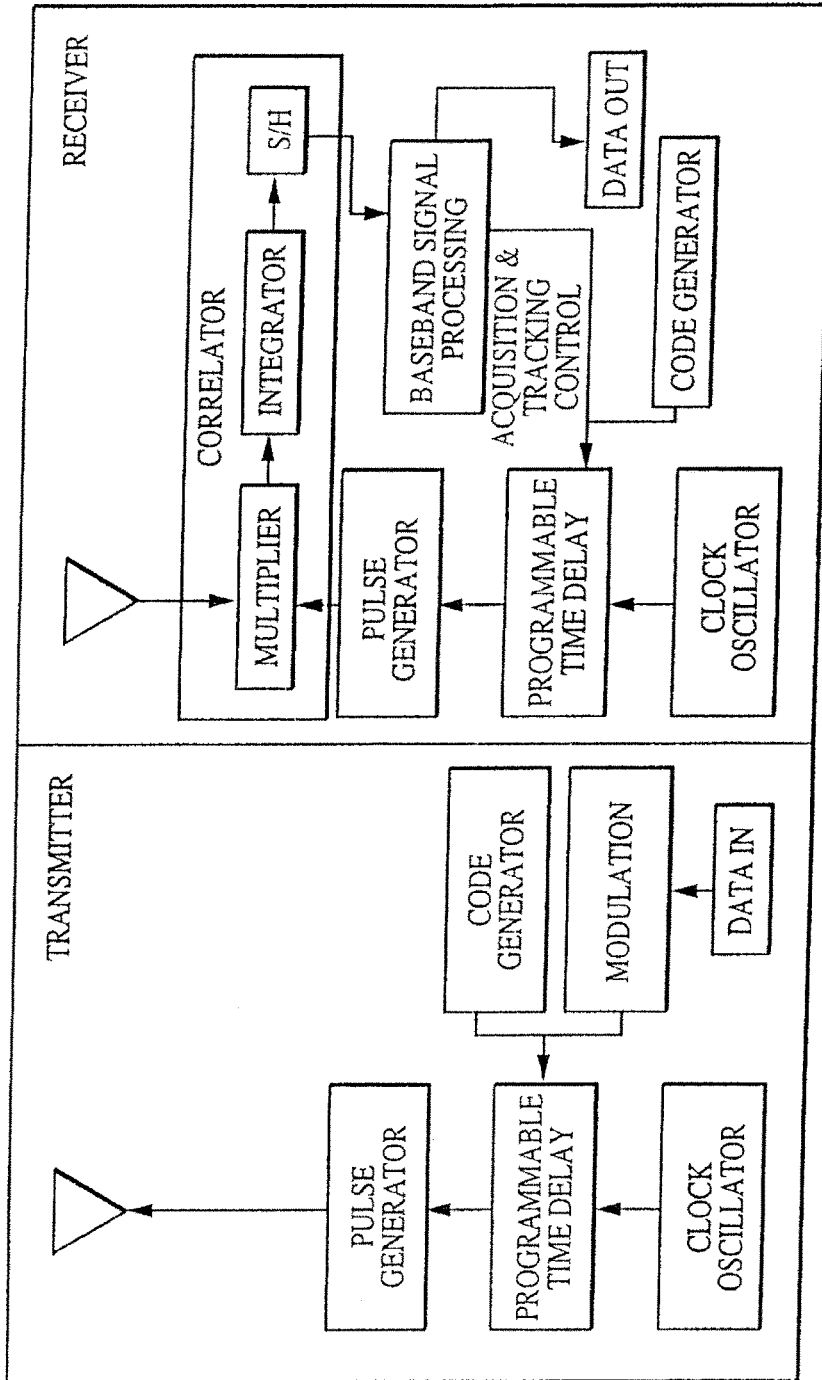 TRANSMITTER
PULSE
GENERATOR
PROGRAMMABLE
TIME DELAY
CLOCK
OSCILLATOR
CODE
GENERATOR
MODULATION
DATA IN
RECEIVER
CORRELATOR
MULTIPLIER
INTEGRATOR
S/H
PULSE
GENERATOR
BASEBAND SIGNAL
PROCESSING
ACQUISITION &
TRACKING
CONTROL
DATA OUT
PROGRAMMABLE
TIME DELAY
CODE GENERATOR
CLOCK
OSCILLATOR